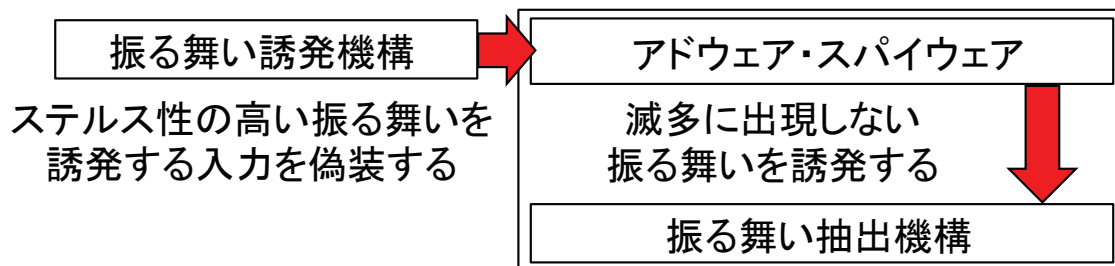 振る舞い誘発機構
ステルス性の高い振る舞いを
誘発する入力を偽装する
アドウェア・スパイウェア
滅多に出現しない
振る舞いを誘発する
振る舞い抽出機構